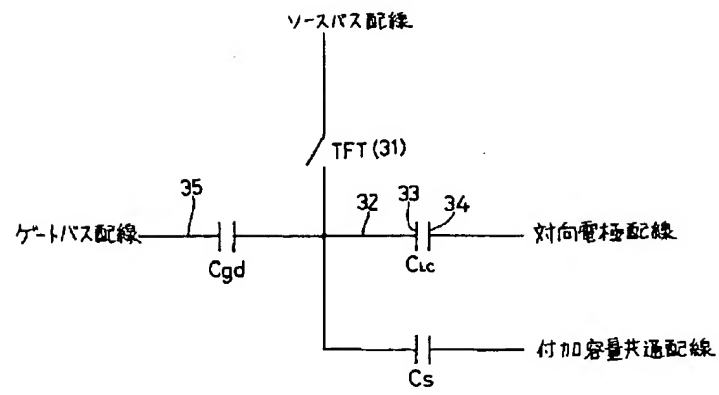 ソースバス配線
TFT(31)
35
32
33
34
ゲートバス配線
Cgd
CLC
対向電極配線
Cs
付加容量共通配線